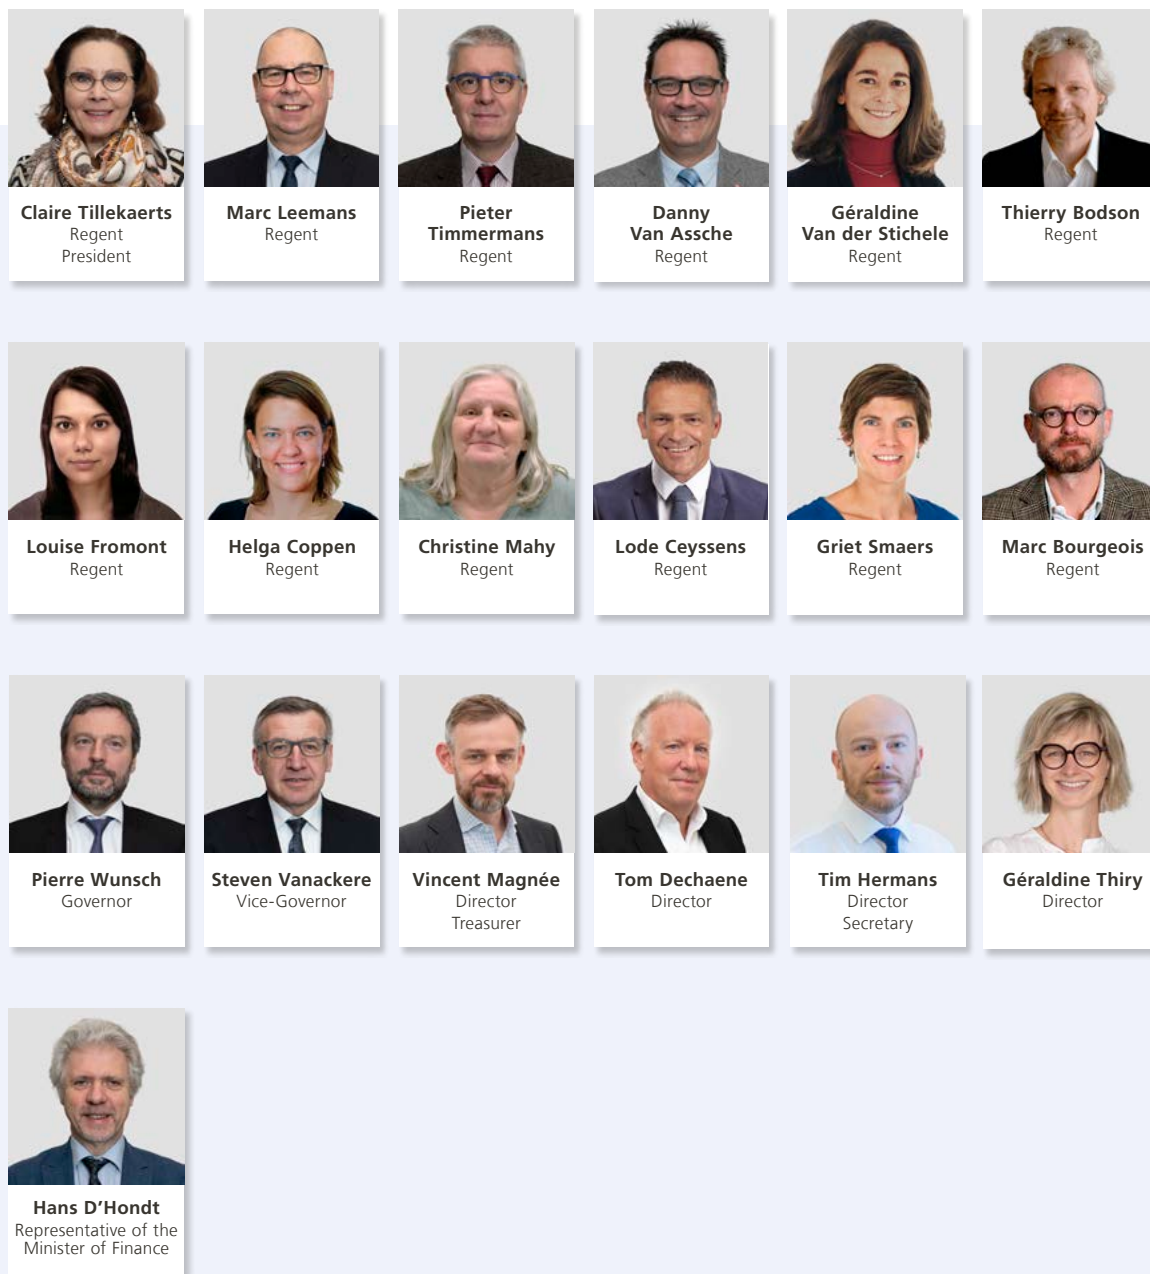 Claire Tillekaerts
Regent
President
Marc Leemans
Regent
Pieter
Timmermans
Regent
Danny
Van Assche
Regent
Géraldine
Van der Stichele
Regent
Thierry Bodson
Regent
Louise Fromont
Regent
Helga Coppen
Regent
Christine Mahy
Regent
Lode Ceyssens
Regent
Griet Smaers
Regent
Marc Bourgeois
Regent
Pierre Wunsch
Governor
Steven Vanackere
Vice-Governor
Vincent Magnée
Director
Treasurer
Tom Dechaene
Director
Tim Hermans
Director
Secretary
Géraldine Thiry
Director
Hans D’Hondt
Representative of the
Minister of Finance